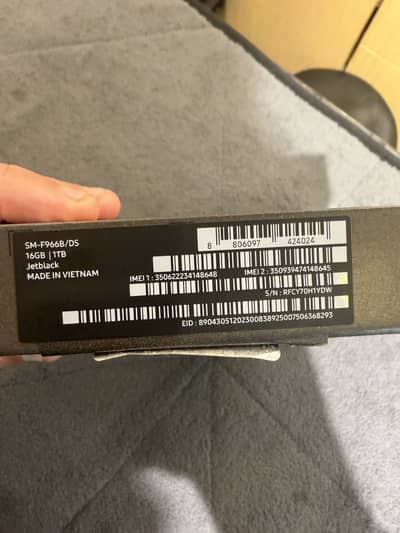 SM-F966B/DS
16GB | 1TB
Jetblack
MADE IN VIETNAM
8 806097 424024
IMEI 1 : 350622234148648
IMEI 2 : 350939474148645
S/N : RFCY70H1YDW
EID : 89043051202300838925007506368293